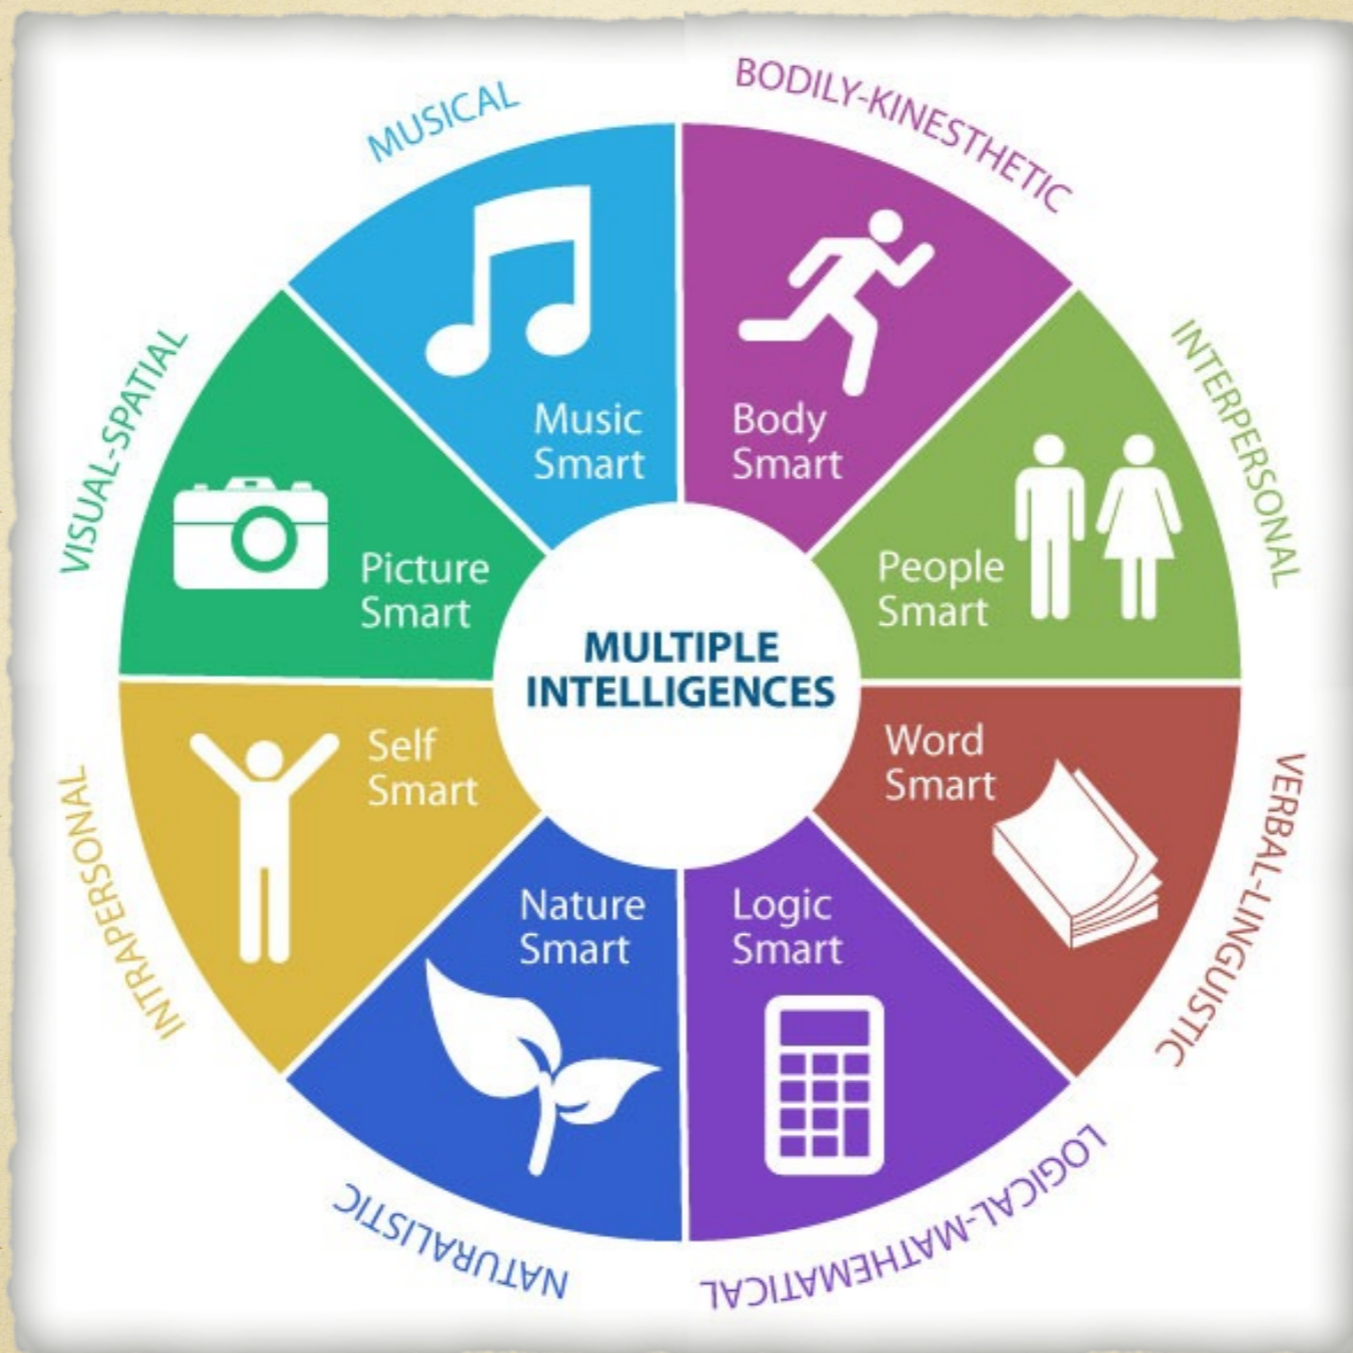 MUSICAL
BODILY-KINESTHETIC
INTERPERSONAL
VERBAL-LINGUISTIC
LOGICAL-MATHEMATICAL
NATURALISTIC
INTRAPERSONAL
VISUAL-SPATIAL
Music
Smart
Body
Smart
People
Smart
Word
Smart
Logic
Smart
Nature
Smart
Self
Smart
Picture
Smart
MULTIPLE
INTELLIGENCES